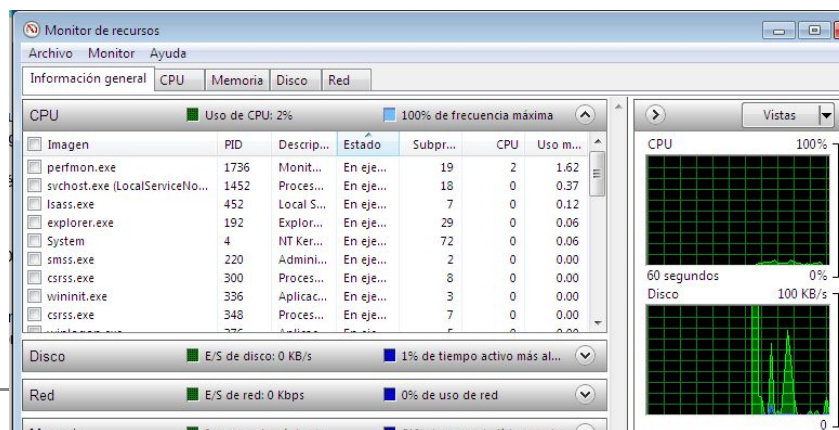 Monitor de recursos
Archivo Monitor Ayuda
Información general CPU Memoria Disco Red
CPU Uso de CPU: 2% 100% de frecuencia máxima
Imagen PID Descrip... Estado Subpr... CPU Uso m...
perfmon.exe 1736 Monit... En eje... 19 2 1.62
svchost.exe (LocalServiceNo... 1452 Proces... En eje... 18 0 0.37
lsass.exe 452 Local S... En eje... 7 0 0.12
explorer.exe 192 Explor... En eje... 29 0 0.06
System 4 NT Ker... En eje... 72 0 0.06
smss.exe 220 Admini... En eje... 2 0 0.00
csrss.exe 300 Proces... En eje... 8 0 0.00
wininit.exe 336 Aplicac... En eje... 3 0 0.00
csrss.exe 348 Proces... En eje... 7 0 0.00
Disco E/S de disco: 0 KB/s 1% de tiempo activo más al...
Red E/S de red: 0 Kbps 0% de uso de red
Vistas
CPU 100%
60 segundos 0%
Disco 100 KB/s
0